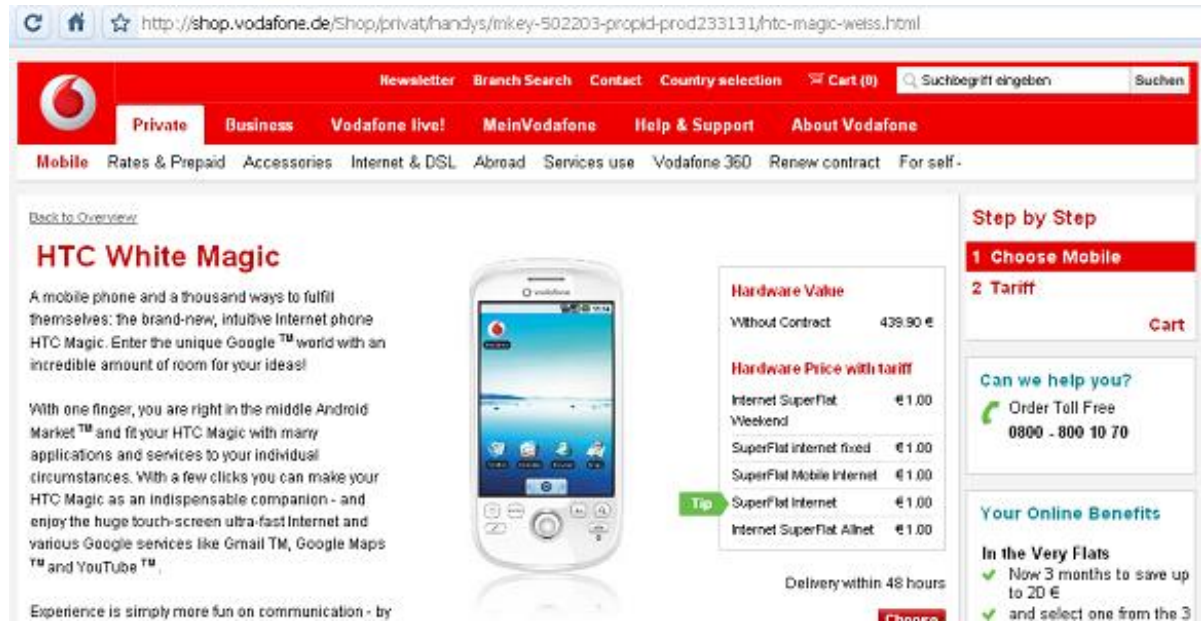 http://shop.vodafone.de/Shop/privat/handys/mkey-502203-propid-prod233131/htc-magic-weiss.html
Newsletter Branch Search Contact Country selection Cart (0) Suchbegriff eingeben Suchen
Private Business Vodafone live! MeinVodafone Help & Support About Vodafone
Mobile Rates & Prepaid Accessories Internet & DSL Abroad Services use Vodafone 360 Renew contract For self -
Back to Overview
HTC White Magic
A mobile phone and a thousand ways to fulfill
themselves: the brand-new, intuitive Internet phone
HTC Magic. Enter the unique Google ™ world with an
incredible amount of room for your ideas!
With one finger, you are right in the middle Android
Market ™ and fit your HTC Magic with many
applications and services to your individual
circumstances. With a few clicks you can make your
HTC Magic as an indispensable companion - and
enjoy the huge touch-screen ultra-fast Internet and
various Google services like Gmail TM, Google Maps
™ and YouTube ™.
Experience is simply more fun on communication - by
vodafone
Hardware Value
Without Contract 439.90 €
Hardware Price with tariff
Internet SuperFlat €1.00
Weekend
SuperFlat internet fixed €1.00
SuperFlat Mobile Internet €1.00
Tip SuperFlat Internet €1.00
Internet SuperFlat Allnet €1.00
Delivery within 48 hours
Choose
Step by Step
1 Choose Mobile
2 Tariff
Cart
Can we help you?
Order Toll Free
0800 - 800 10 70
Your Online Benefits
In the Very Flats
Now 3 months to save up
to 20 €
and select one from the 3